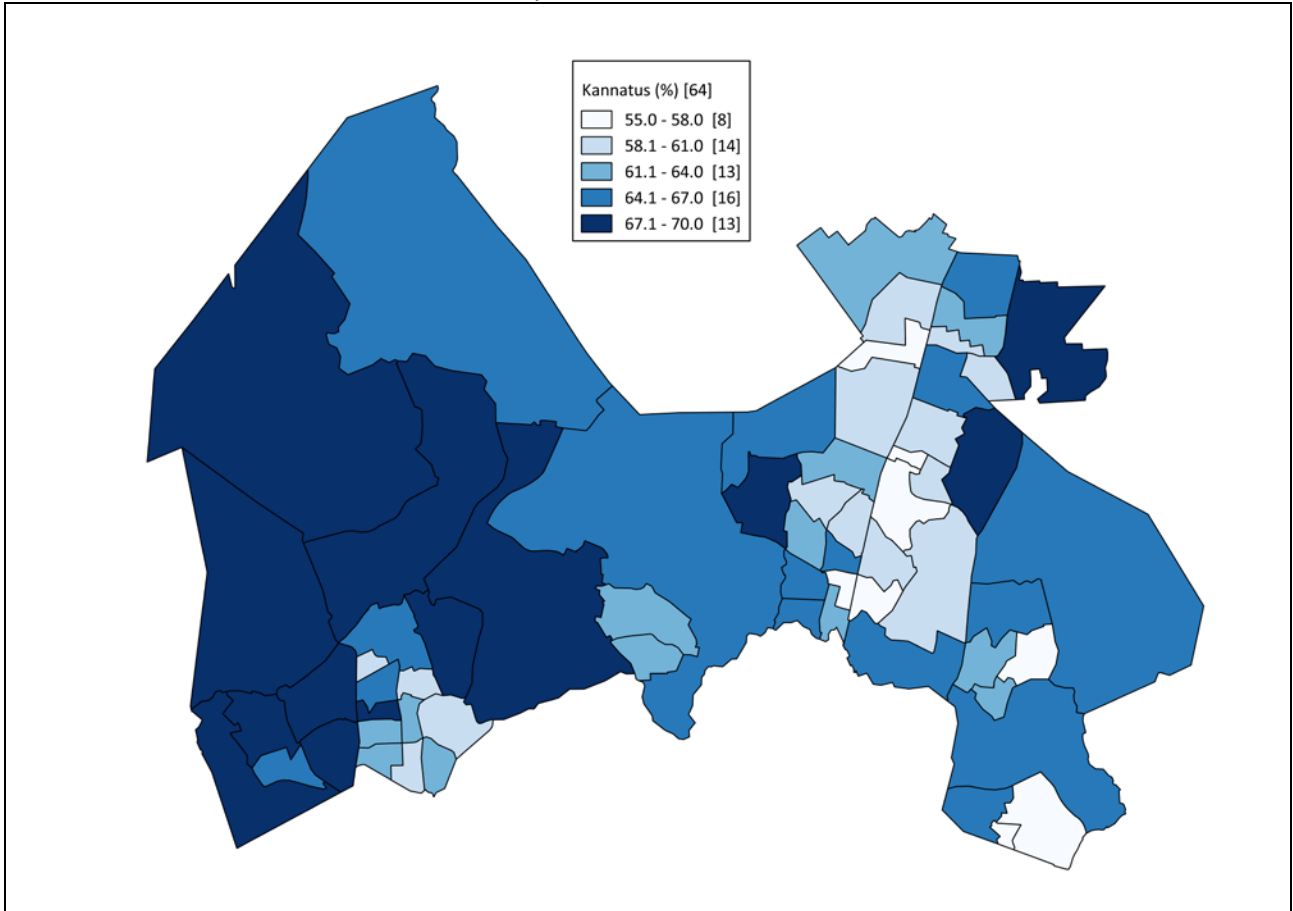 Kannatus (%) [64]
55.0 - 58.0 [8]
58.1 - 61.0 [14]
61.1 - 64.0 [13]
64.1 - 67.0 [16]
67.1 - 70.0 [13]